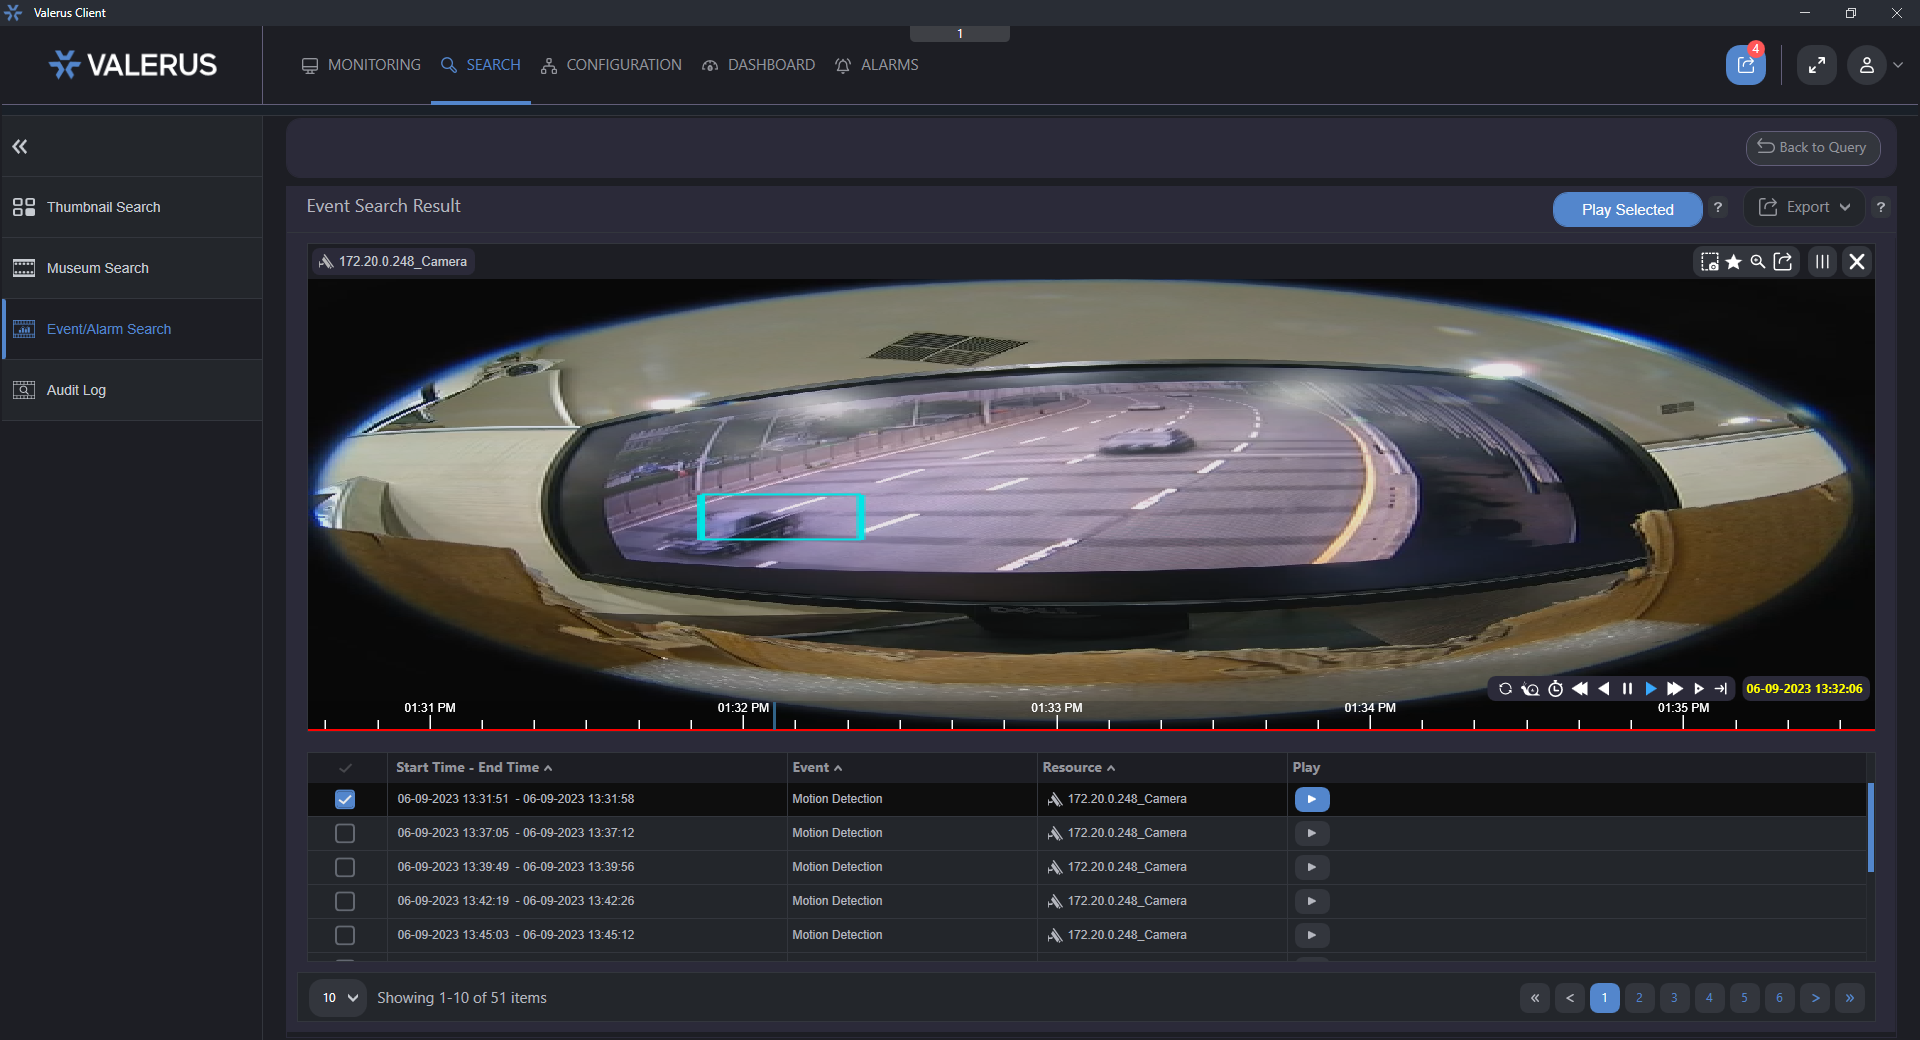 Valerus Client
1
VALERUS
MONITORING
SEARCH
CONFIGURATION
DASHBOARD
ALARMS
4
Back to Query
Thumbnail Search
Museum Search
Event/Alarm Search
Audit Log
Event Search Result
Play Selected
?
Export
?
172.20.0.248_Camera
DELL
06-09-2023 13:32:06
01:31 PM
01:32 PM
01:33 PM
01:34 PM
01:35 PM
Start Time - End Time
Event
Resource
Play
06-09-2023 13:31:51 - 06-09-2023 13:31:58
Motion Detection
172.20.0.248_Camera
06-09-2023 13:37:05 - 06-09-2023 13:37:12
Motion Detection
172.20.0.248_Camera
06-09-2023 13:39:49 - 06-09-2023 13:39:56
Motion Detection
172.20.0.248_Camera
06-09-2023 13:42:19 - 06-09-2023 13:42:26
Motion Detection
172.20.0.248_Camera
06-09-2023 13:45:03 - 06-09-2023 13:45:12
Motion Detection
172.20.0.248_Camera
10
Showing 1-10 of 51 items
« < 1 2 3 4 5 6 > »